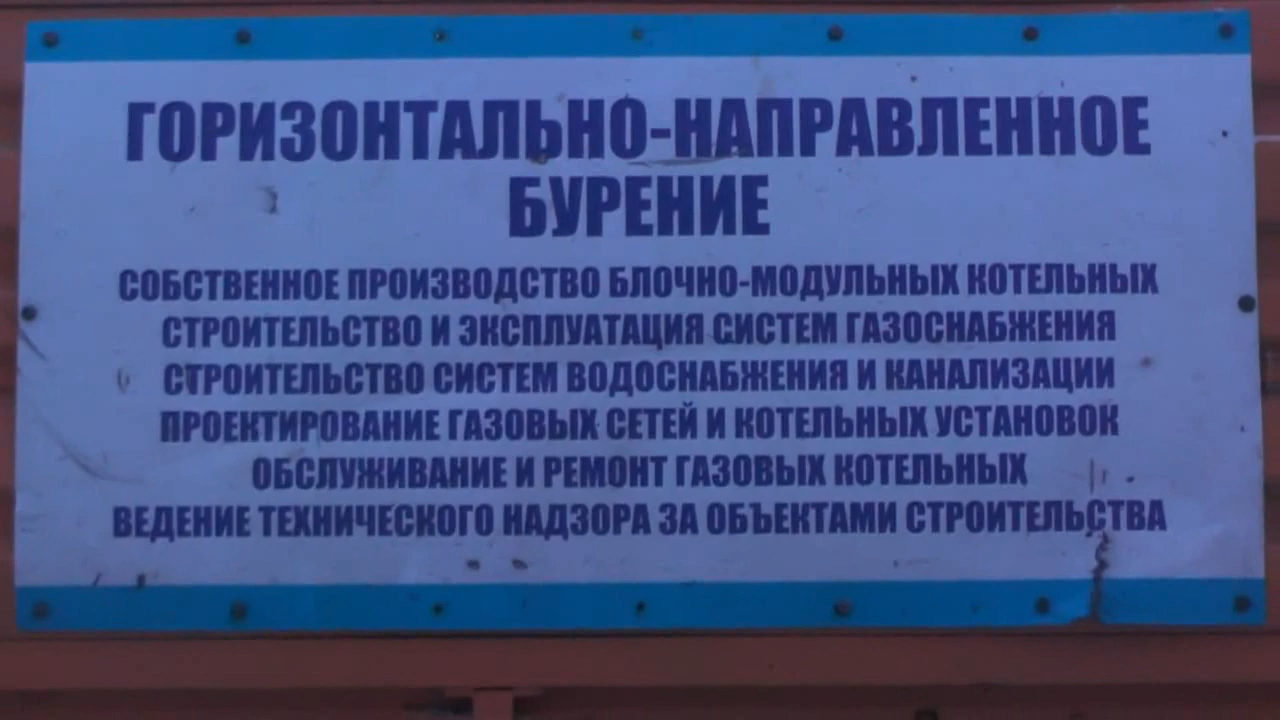 ГОРИЗОНТАЛЬНО-НАПРАВЛЕННОЕ
БУРЕНИЕ
СОБСТВЕННОЕ ПРОИЗВОДСТВО БЛОЧНО-МОДУЛЬНЫХ КОТЕЛЬНЫХ
СТРОИТЕЛЬСТВО И ЭКСПЛУАТАЦИЯ СИСТЕМ ГАЗОСНАБЖЕНИЯ
СТРОИТЕЛЬСТВО СИСТЕМ ВОДОСНАБЖЕНИЯ И КАНАЛИЗАЦИИ
ПРОЕКТИРОВАНИЕ ГАЗОВЫХ СЕТЕЙ И КОТЕЛЬНЫХ УСТАНОВОК
ОБСЛУЖИВАНИЕ И РЕМОНТ ГАЗОВЫХ КОТЕЛЬНЫХ
ВЕДЕНИЕ ТЕХНИЧЕСКОГО НАДЗОРА ЗА ОБЪЕКТАМИ СТРОИТЕЛЬСТВА